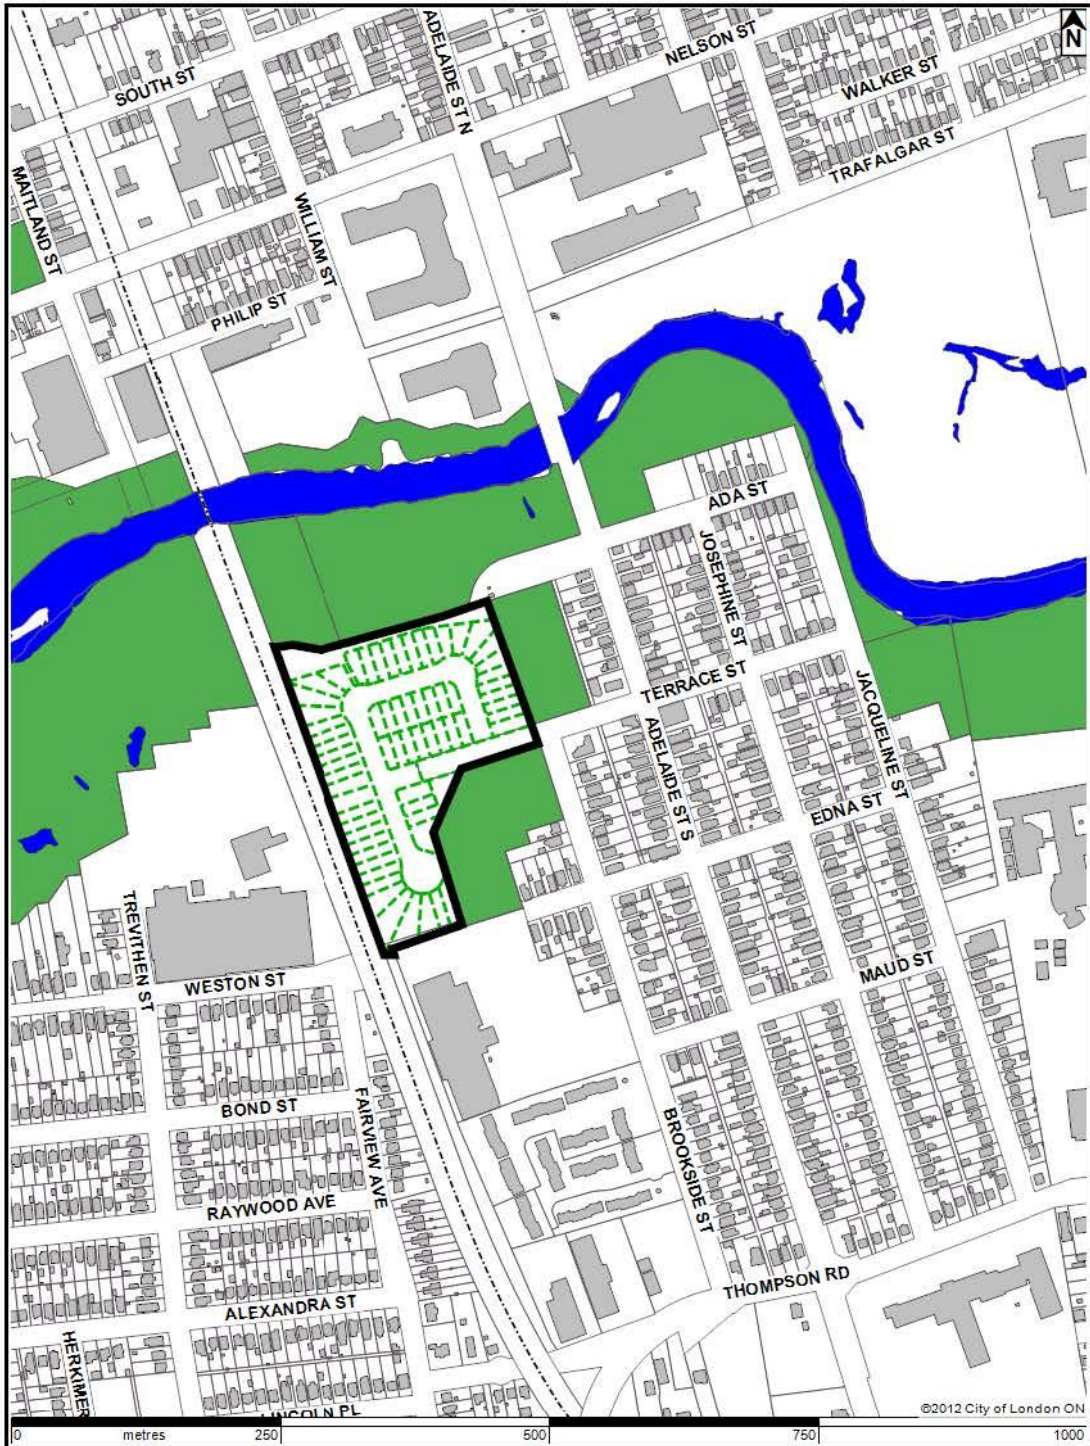 N
ADELAIDE ST N
NELSON ST
SOUTH ST
WALKER ST
TRAFALGAR ST
MAITLAND ST
WILLIAM ST
PHILIP ST
ADA ST
JOSEPHINE ST
TERRACE ST
JACQUELINE ST
ADELAIDE ST S
EDNA ST
TREVITHEN ST
MAUD ST
WESTON ST
BOND ST
FAIRVIEW AVE
BROOKSIDE ST
RAYWOOD AVE
THOMPSON RD
ALEXANDRA ST
HERKIMER
LINCOLN PL
©2012 City of London ON
0 metres 250 500 750 1000